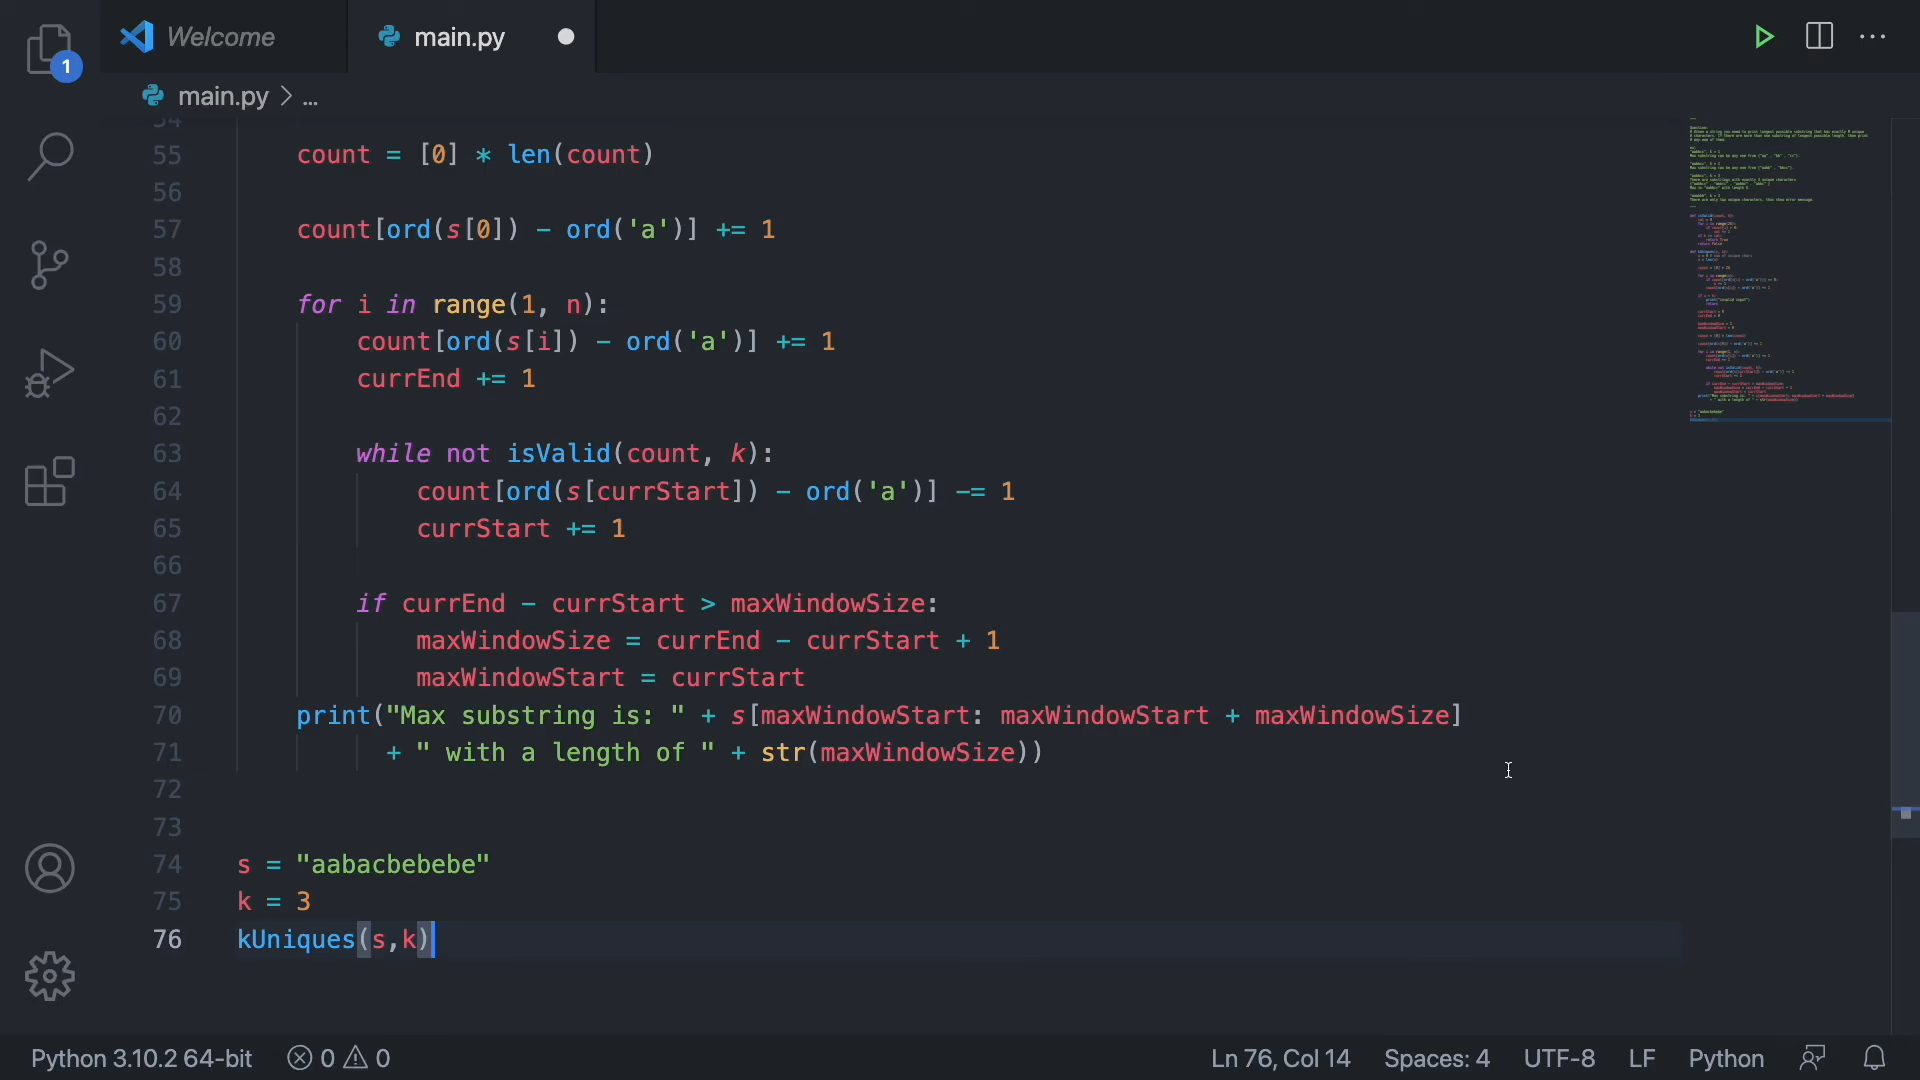 1
Welcome
main.py
main.py > ...
54
55 count = [0] * len(count)
56
57 count[ord(s[0]) - ord('a')] += 1
58
59 for i in range(1, n):
60 count[ord(s[i]) - ord('a')] += 1
61 currEnd += 1
62
63 while not isValid(count, k):
64 count[ord(s[currStart]) - ord('a')] -= 1
65 currStart += 1
66
67 if currEnd - currStart > maxWindowSize:
68 maxWindowSize = currEnd - currStart + 1
69 maxWindowStart = currStart
70 print("Max substring is: " + s[maxWindowStart: maxWindowStart + maxWindowSize]
71 + " with a length of " + str(maxWindowSize))
72
73
74 s = "aabacbebebe"
75 k = 3
76 kUniques(s,k)
Python 3.10.2 64-bit 0 0 Ln 76, Col 14 Spaces: 4 UTF-8 LF Python